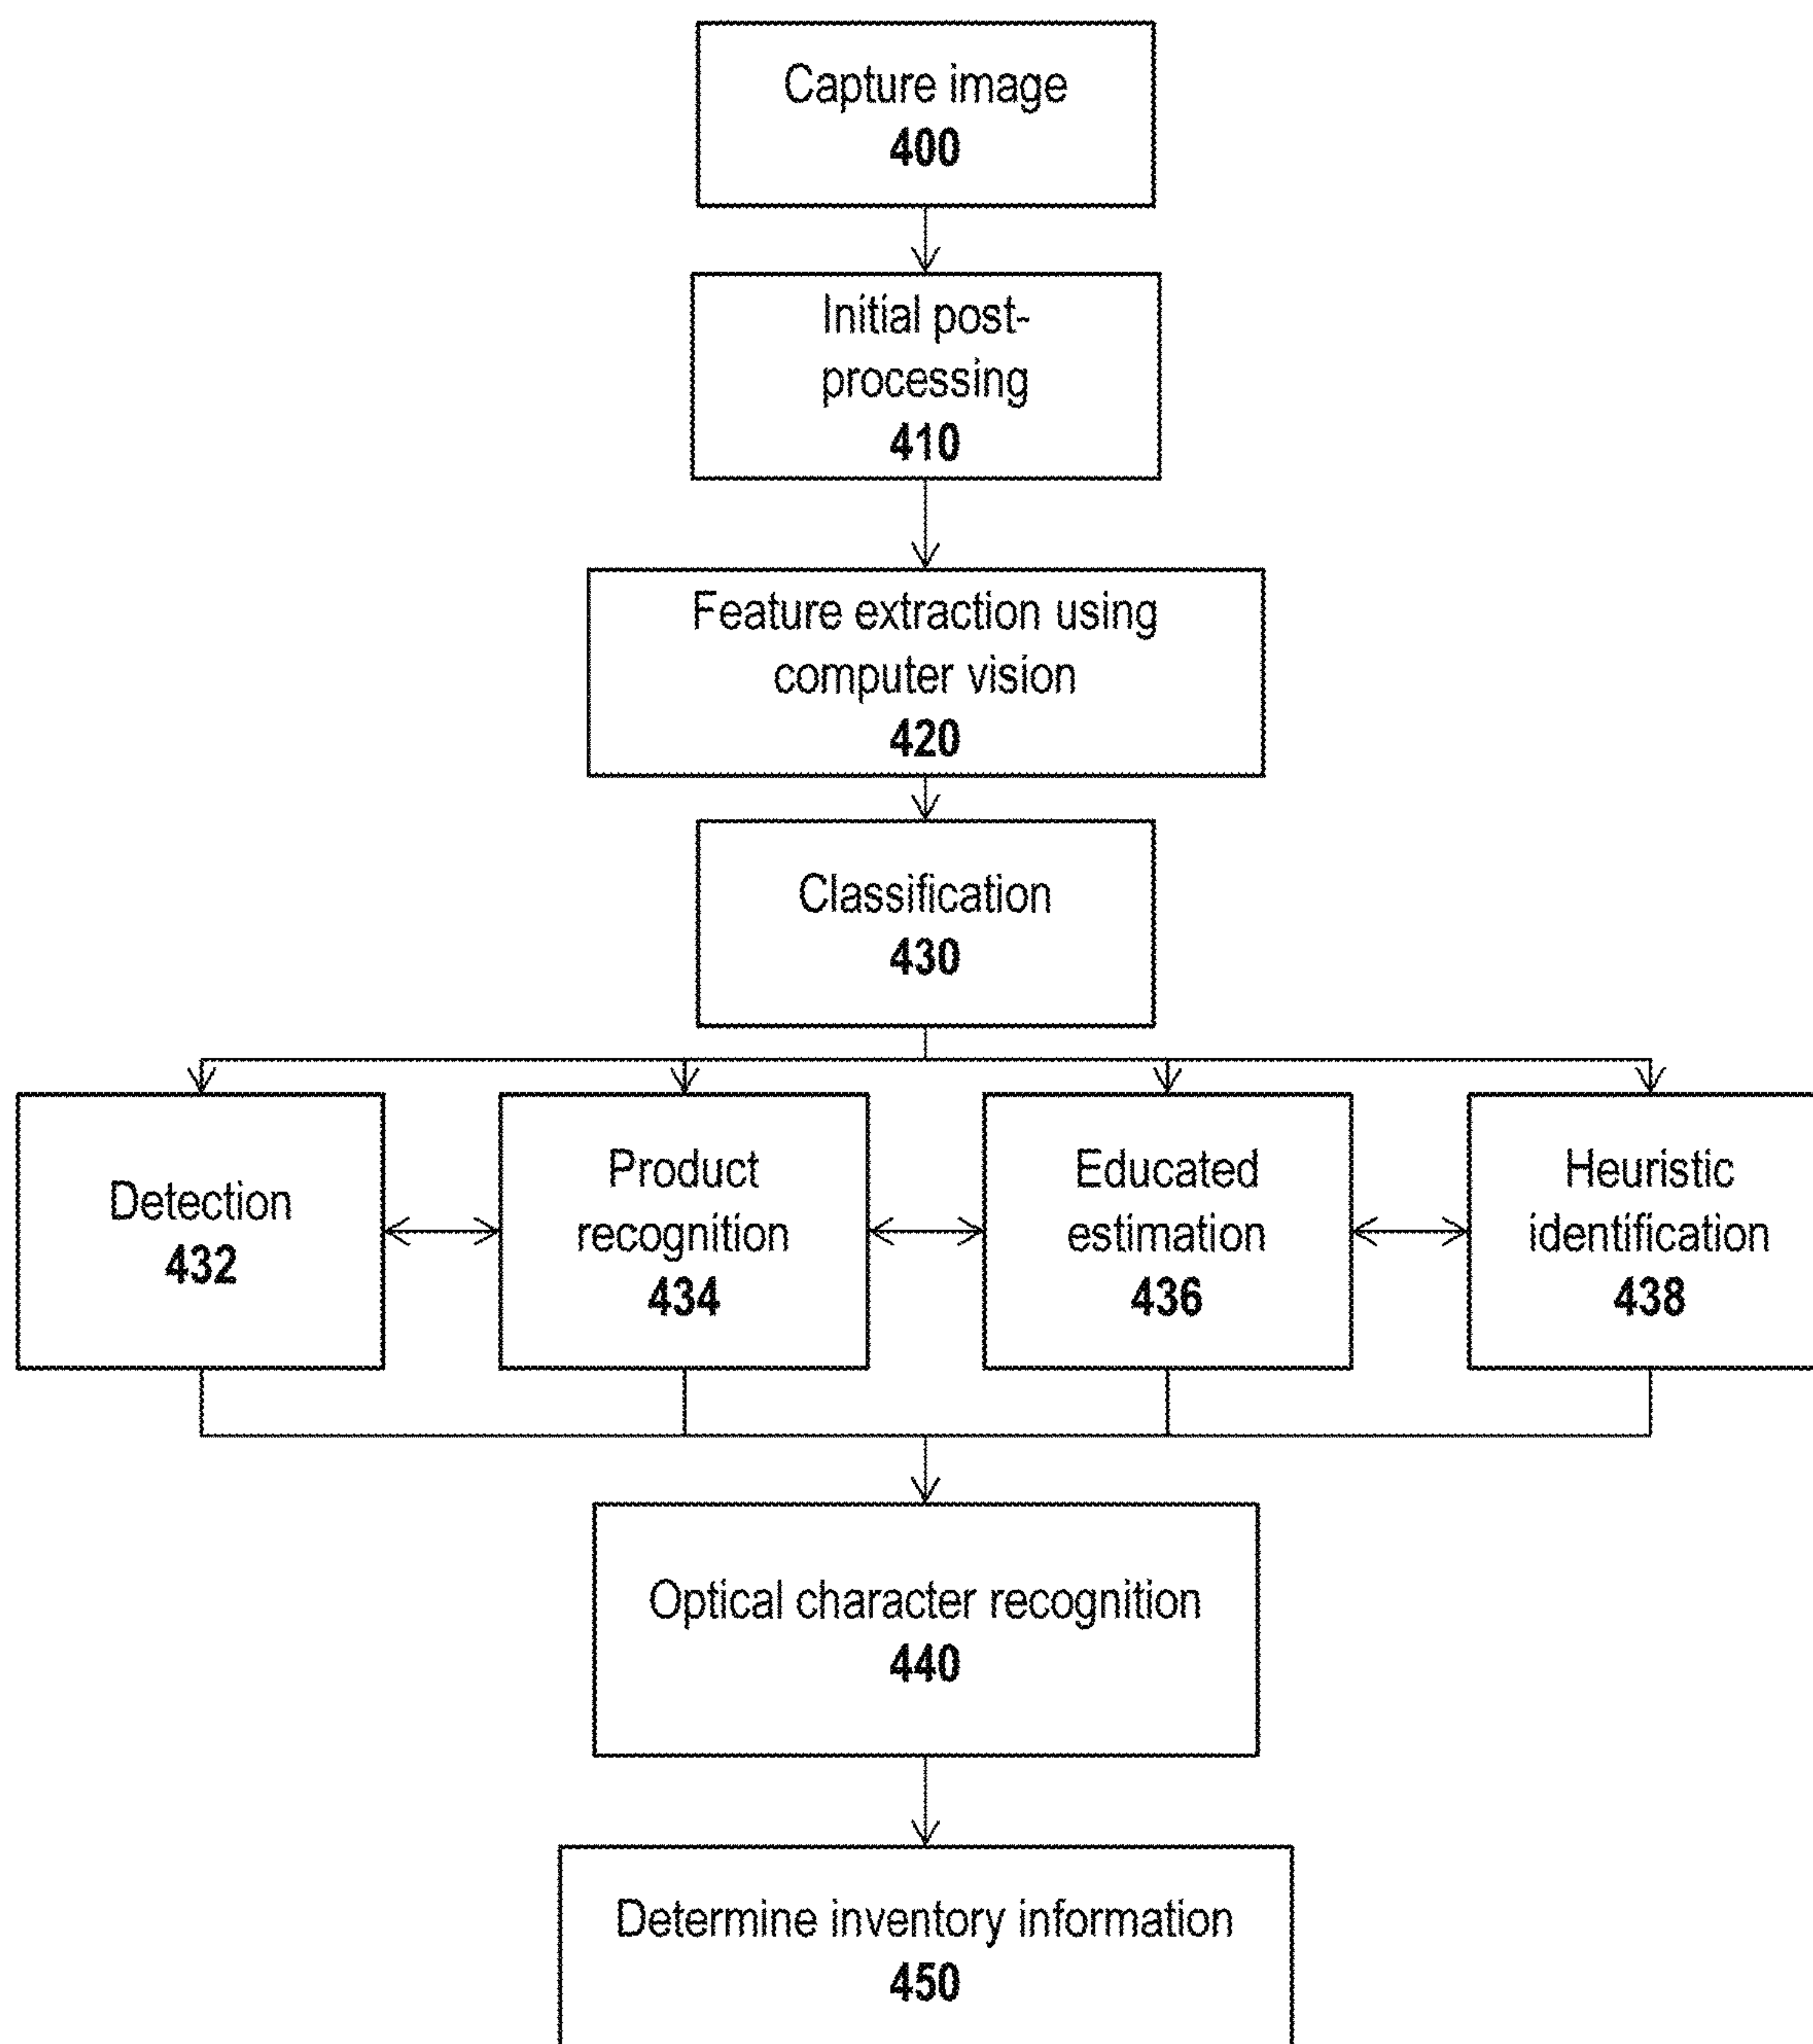 Capture image
400
Initial post-
processing
410
Feature extraction using
computer vision
420
Classification
430
Detection
432
Product
recognition
434
Educated
estimation
436
Heuristic
identification
438
Optical character recognition
440
Determine inventory information
450